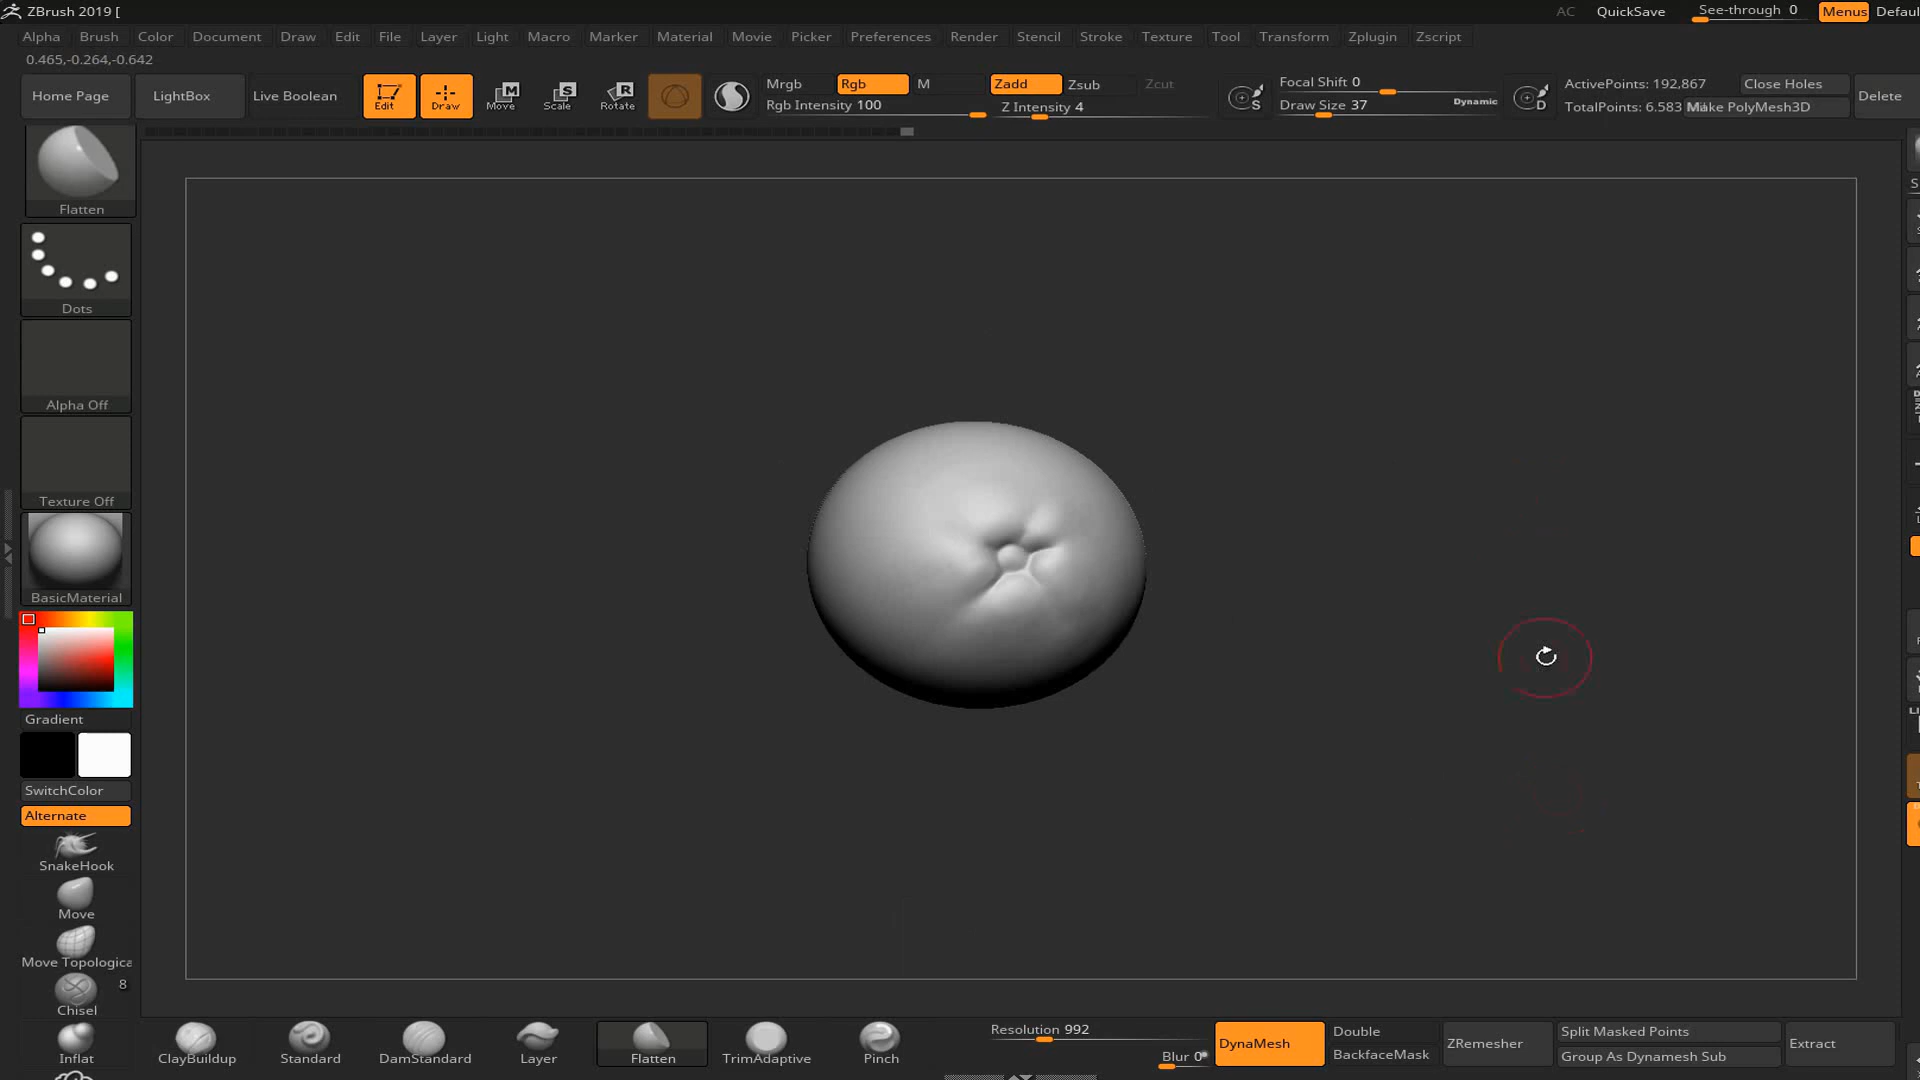 ZBrush 2019 [
AC QuickSave See-through 0 Menus Defaul
Alpha Brush Color Document Draw Edit File Layer Light Macro Marker Material Movie Picker Preferences Render Stencil Stroke Texture Tool Transform Zplugin Zscript
0.465,-0.264,-0.642
Home Page LightBox Live Boolean Edit Draw Move Scale Rotate
Mrgb Rgb M Zadd Zsub Zcut
Rgb Intensity 100 Z Intensity 4
Focal Shift 0
Draw Size 37 Dynamic
ActivePoints: 192,867 Close Holes Delete
TotalPoints: 6.583 Mil Make PolyMesh3D
Flatten
Dots
Alpha Off
Texture Off
BasicMaterial
Gradient
SwitchColor
Alternate
SnakeHook
Move
Move Topologica
Chisel 8
Inflat
ClayBuildup Standard DamStandard Layer Flatten TrimAdaptive Pinch
Resolution 992
Blur 0
DynaMesh
Double
BackfaceMask
ZRemesher
Split Masked Points
Group As Dynamesh Sub
Extract